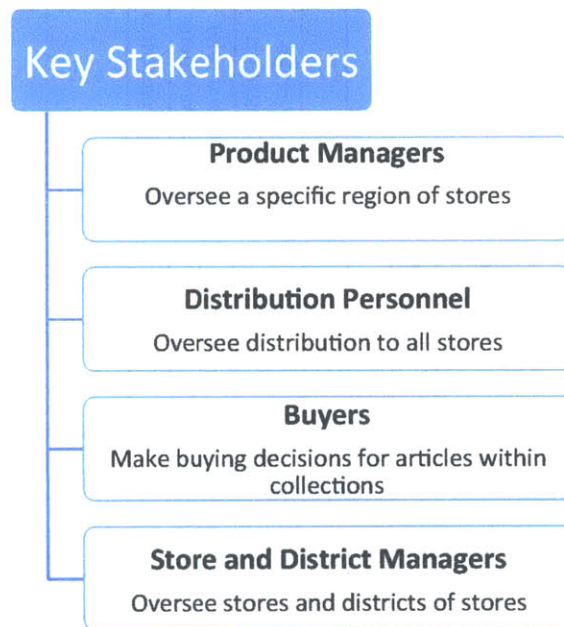 Key Stakeholders
Product Managers
Oversee a specific region of stores
Distribution Personnel
Oversee distribution to all stores
Buyers
Make buying decisions for articles within
collections
Store and District Managers
Oversee stores and districts of stores